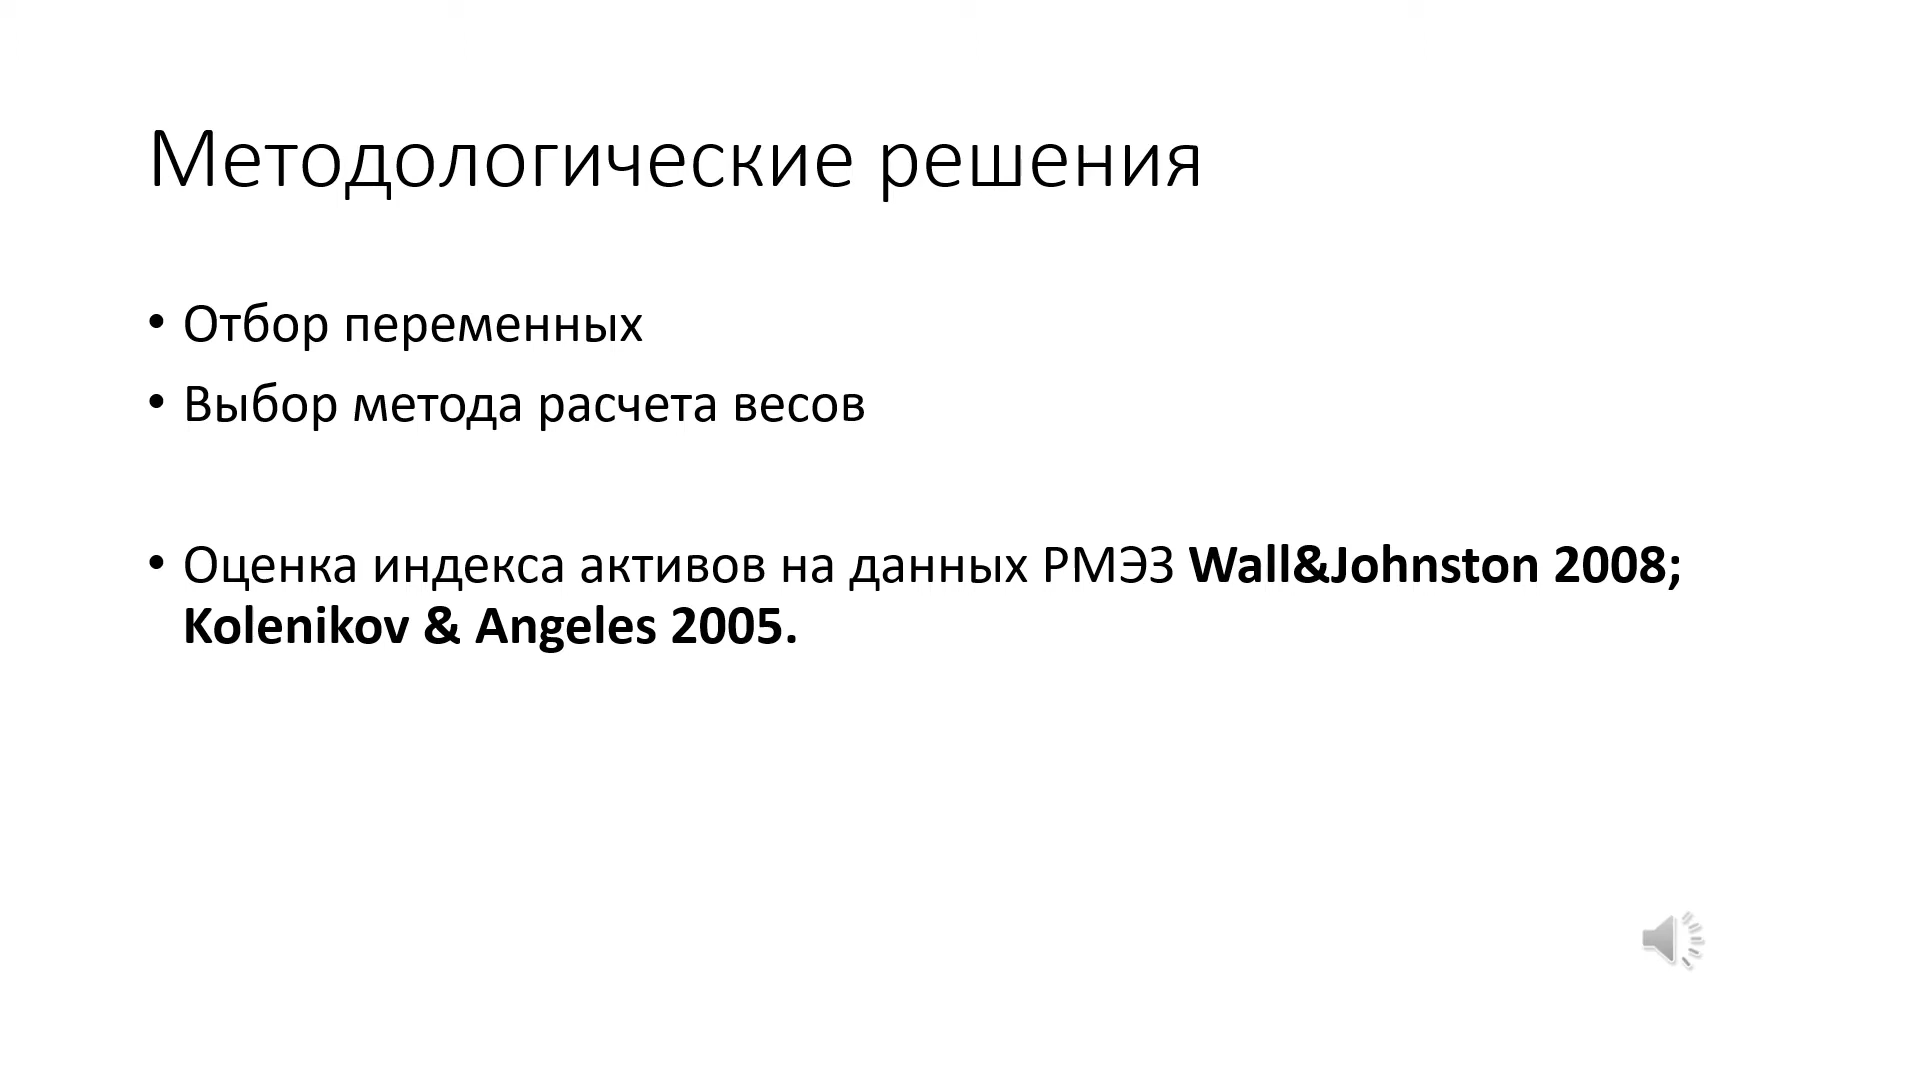 Методологические решения
• Отбор переменных
• Выбор метода расчета весов
• Оценка индекса активов на данных РМЭЗ Wall&Johnston 2008;
Kolenikov & Angeles 2005.